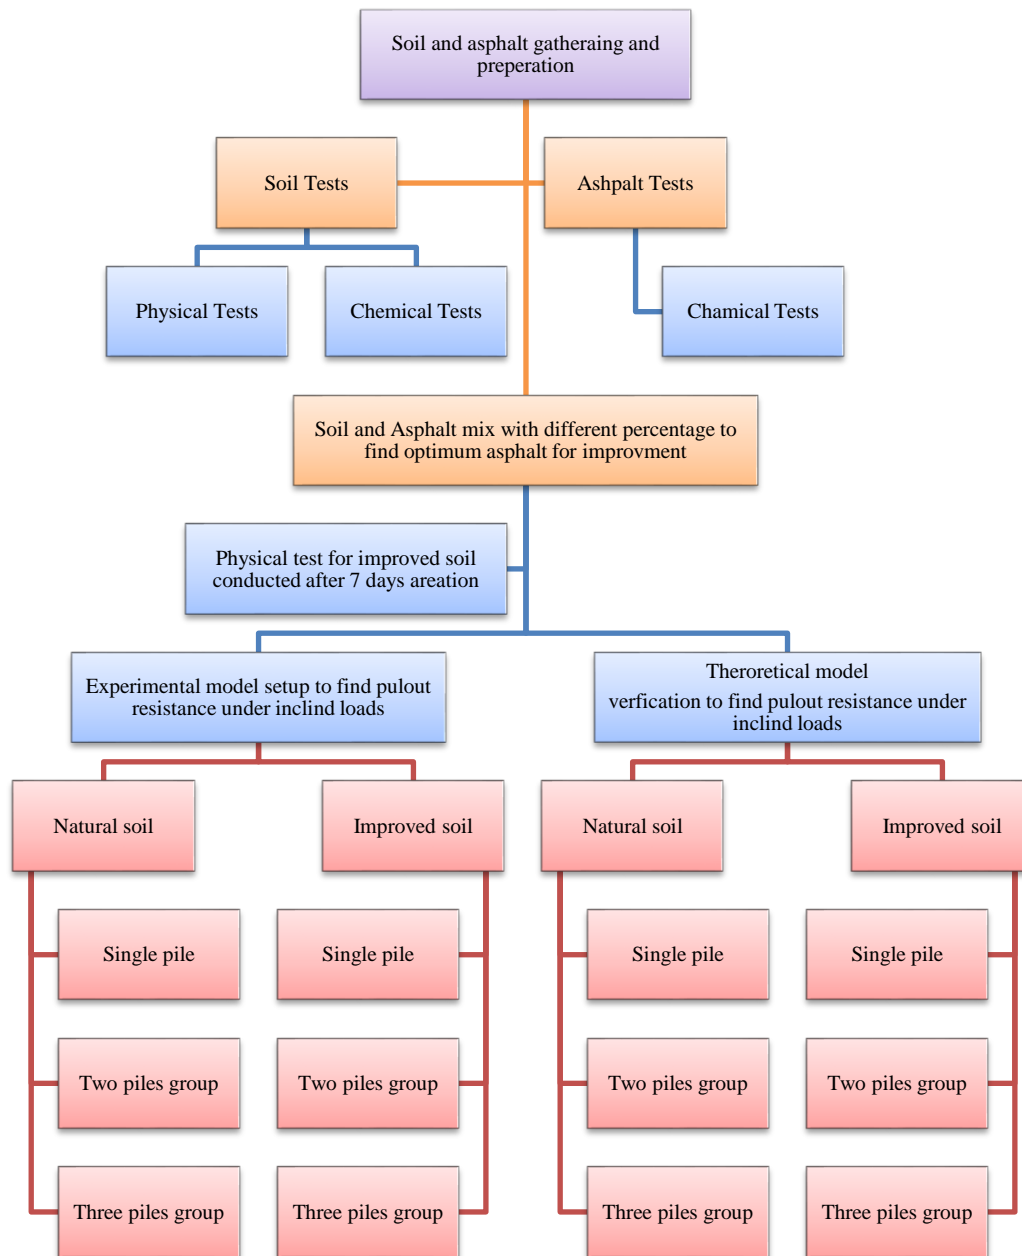 Soil and asphalt gatheraing and
preperation
Soil Tests
Ashpalt Tests
Physical Tests
Chemical Tests
Chamical Tests
Soil and Asphalt mix with different percentage to
find optimum asphalt for improvment
Physical test for improved soil
conducted after 7 days areation
Experimental model setup to find pulout
resistance under inclind loads
Theroretical model
verfication to find pulout resistance under
inclind loads
Natural soil
Improved soil
Natural soil
Improved soil
Single pile
Single pile
Single pile
Single pile
Two piles group
Two piles group
Two piles group
Two piles group
Three piles group
Three piles group
Three piles group
Three piles group